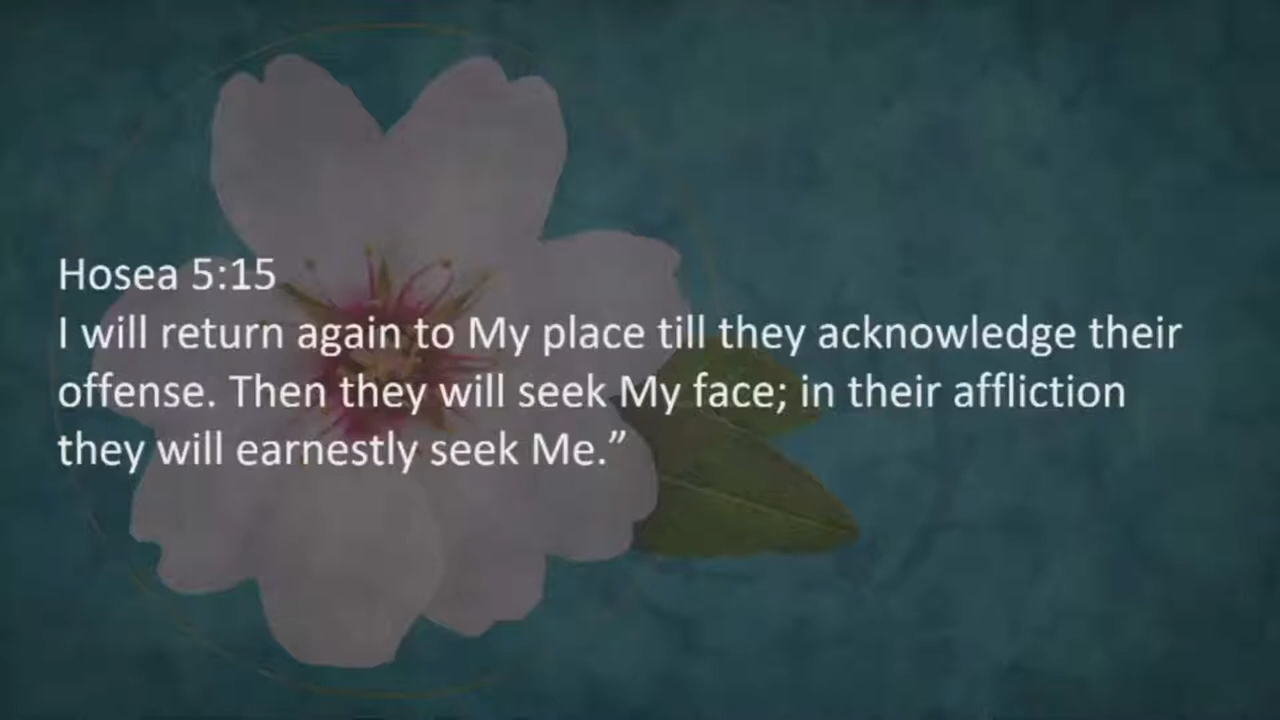 Hosea 5:15
I will return again to My place till they acknowledge their
offense. Then they will seek My face; in their affliction
they will earnestly seek Me.”